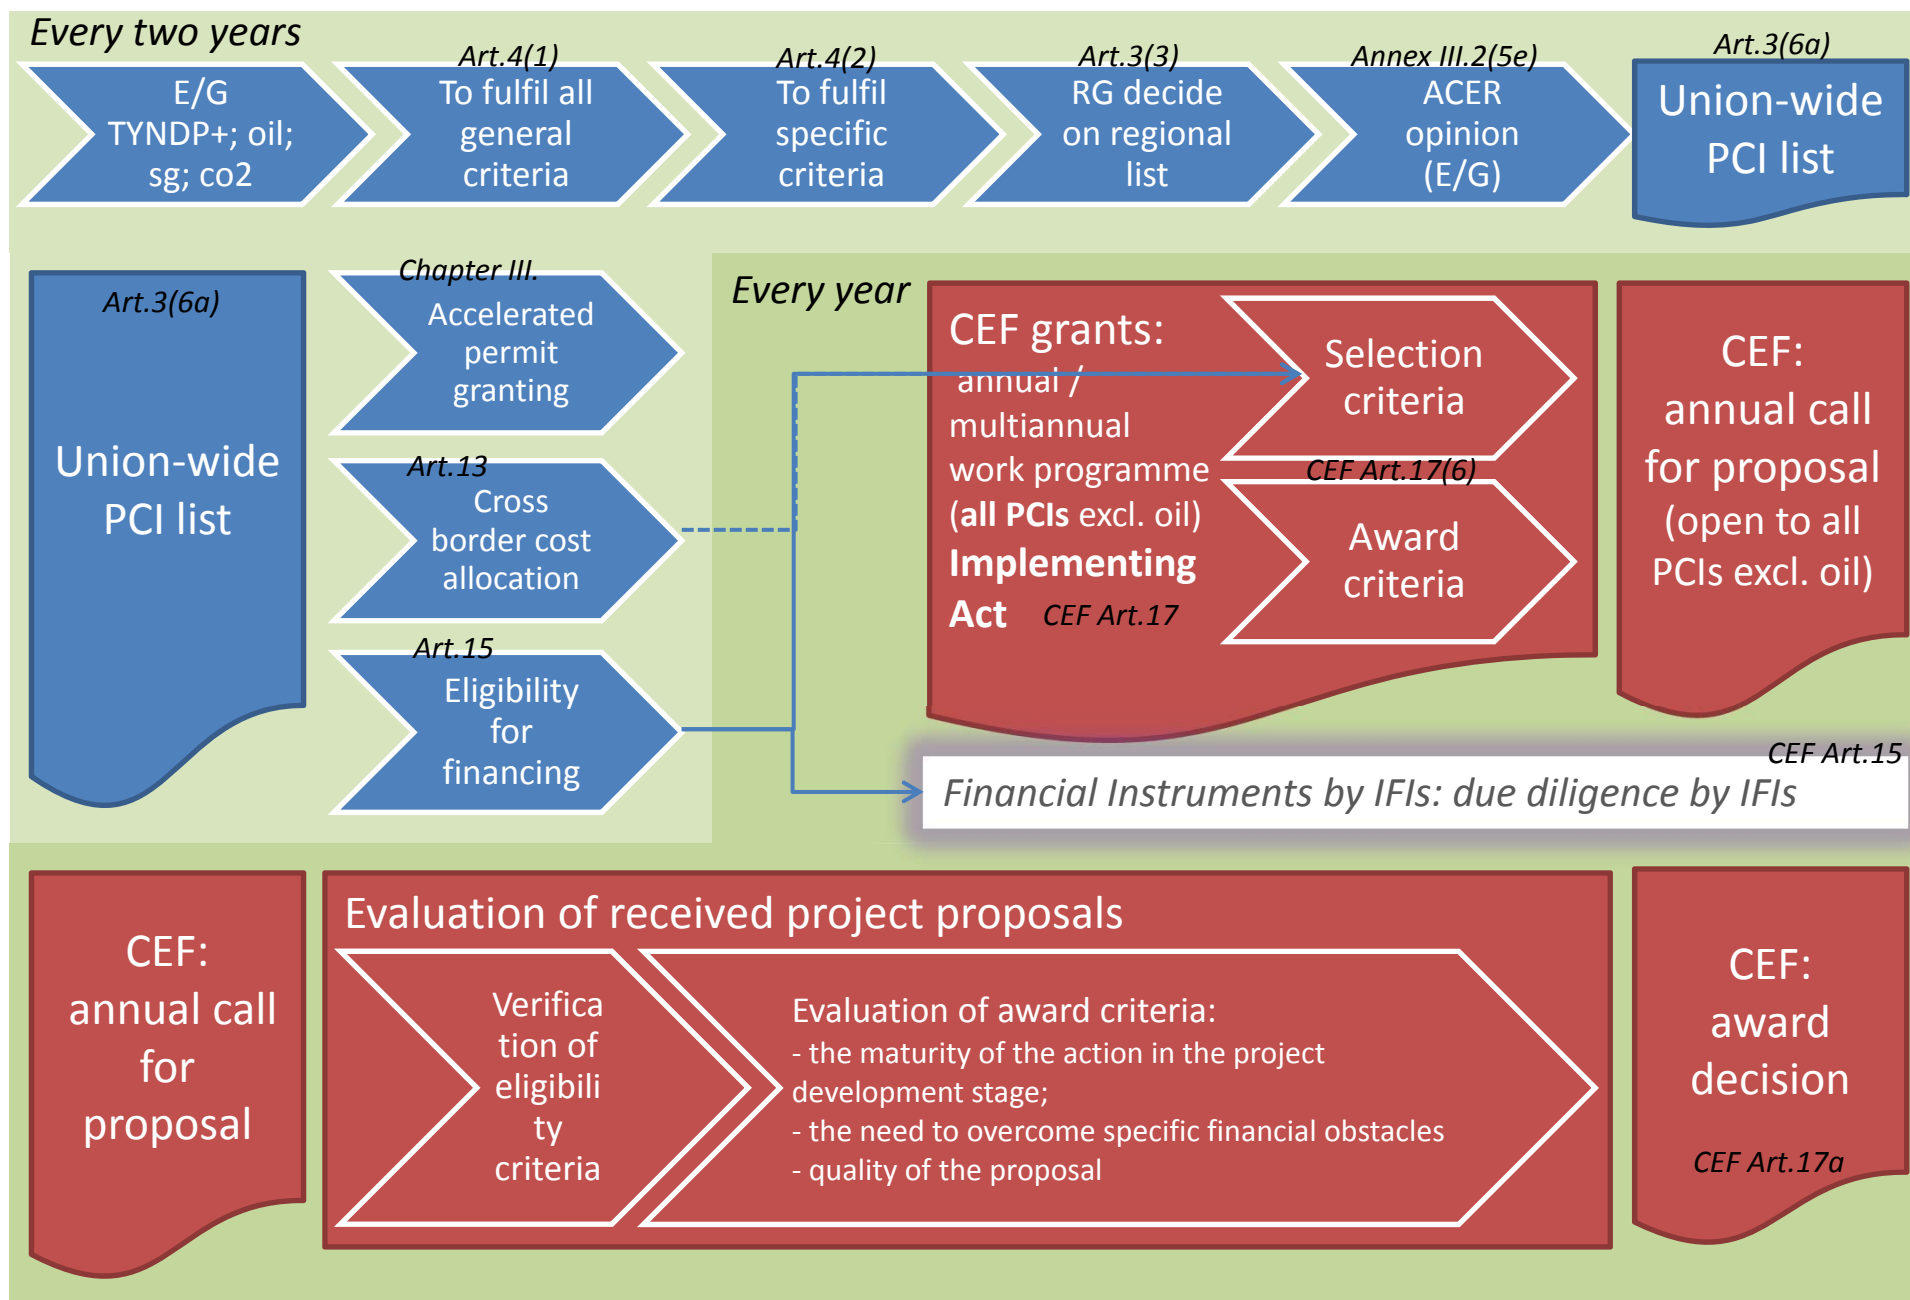 Every two years
Art.4(1)
Art.4(2)
Art.3(3)
Annex III.2(5e)
Art.3(6a)
E/G
TYNDP+; oil;
sg; co2
To fulfil all
general
criteria
To fulfil
specific
criteria
RG decide
on regional
list
ACER
opinion
(E/G)
Union-wide
PCI list
Art.3(6a)
Union-wide
PCI list
Chapter III.
Accelerated
permit
granting
Art.13
Cross
border cost
allocation
Art.15
Eligibility
for
financing
Every year
CEF grants:
annual /
multiannual
work programme
(all PCIs excl. oil)
Implementing
Act
CEF Art.17
Selection
criteria
CEF Art.17(6)
Award
criteria
CEF:
annual call
for proposal
(open to all
PCIs excl. oil)
CEF Art.15
Financial Instruments by IFIs: due diligence by IFIs
CEF:
annual call
for
proposal
Evaluation of received project proposals
Verifica
tion of
eligibili
ty
criteria
Evaluation of award criteria:
- the maturity of the action in the project
development stage;
- the need to overcome specific financial obstacles
- quality of the proposal
CEF:
award
decision
CEF Art.17a